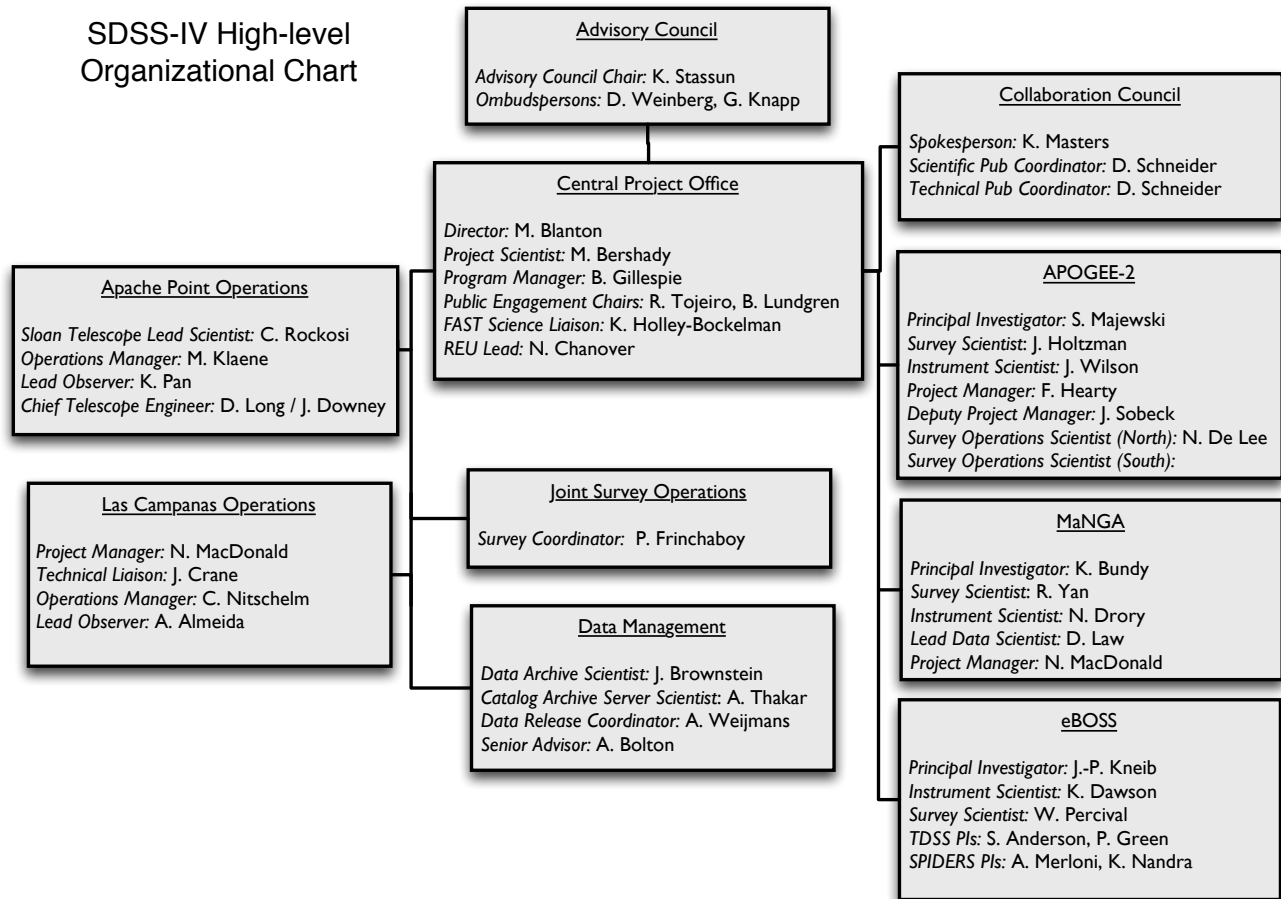 SDSS-IV High-level
Organizational Chart
Advisory Council
Advisory Council Chair: K. Stassun
Ombudspersons: D. Weinberg, G. Knapp
Collaboration Council
Spokesperson: K. Masters
Scientific Pub Coordinator: D. Schneider
Technical Pub Coordinator: D. Schneider
Central Project Office
Director: M. Blanton
Project Scientist: M. Bershady
Program Manager: B. Gillespie
Public Engagement Chairs: R. Tojeiro, B. Lundgren
FAST Science Liaison: K. Holley-Bockelman
REU Lead: N. Chanover
Apache Point Operations
Sloan Telescope Lead Scientist: C. Rockosi
Operations Manager: M. Klaene
Lead Observer: K. Pan
Chief Telescope Engineer: D. Long / J. Downey
APOGEE-2
Principal Investigator: S. Majewski
Survey Scientist: J. Holtzman
Instrument Scientist: J. Wilson
Project Manager: F. Hearty
Deputy Project Manager: J. Sobeck
Survey Operations Scientist (North): N. De Lee
Survey Operations Scientist (South):
Las Campanas Operations
Project Manager: N. MacDonald
Technical Liaison: J. Crane
Operations Manager: C. Nitschelm
Lead Observer: A. Almeida
Joint Survey Operations
Survey Coordinator: P. Frinchaboy
MaNGA
Principal Investigator: K. Bundy
Survey Scientist: R. Yan
Instrument Scientist: N. Drory
Lead Data Scientist: D. Law
Project Manager: N. MacDonald
Data Management
Data Archive Scientist: J. Brownstein
Catalog Archive Server Scientist: A. Thakar
Data Release Coordinator: A. Weijmans
Senior Advisor: A. Bolton
eBOSS
Principal Investigator: J.-P. Kneib
Instrument Scientist: K. Dawson
Survey Scientist: W. Percival
TDSS PIs: S. Anderson, P. Green
SPIDERS PIs: A. Merloni, K. Nandra